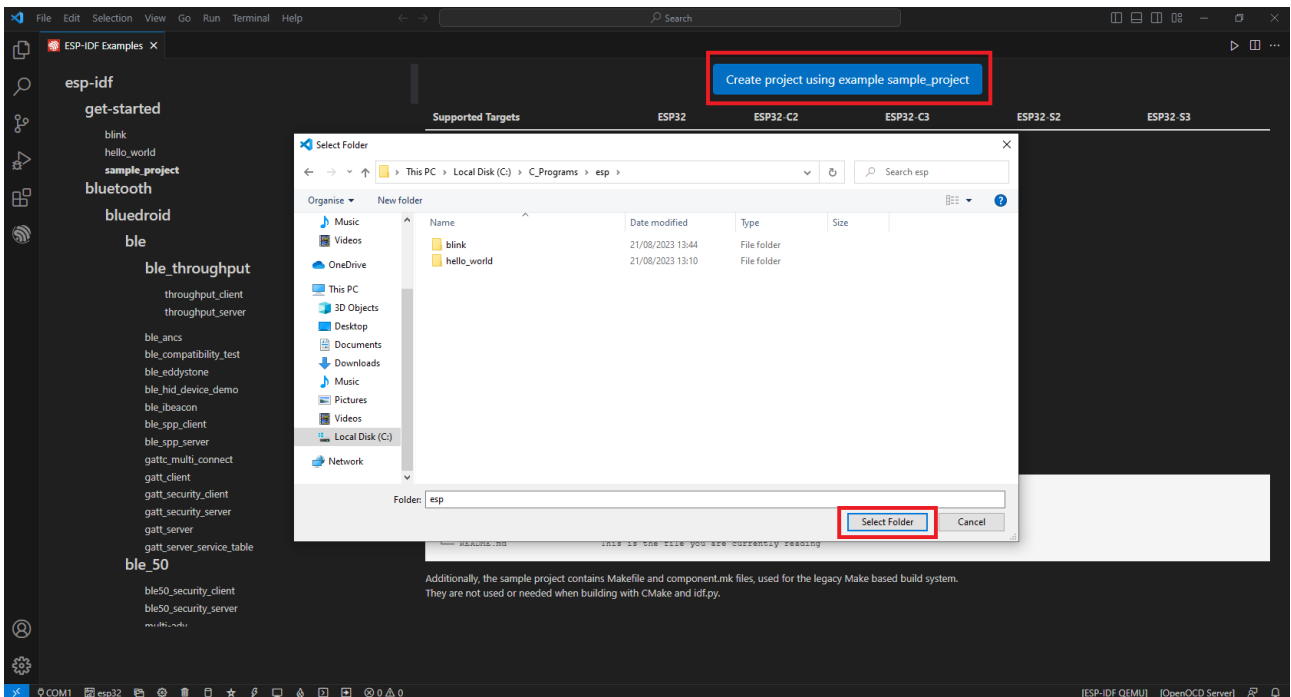 File Edit Selection View Go Run Terminal Help
Search
ESP-IDF Examples
esp-idf
get-started
blink
hello_world
sample_project
bluetooth
bluedroid
ble
ble_throughput
throughput_client
throughput_server
ble_ancs
ble_compatibility_test
ble_eddystone
ble_hid_device_demo
ble_ibeacon
ble_spp_client
ble_spp_server
gattc_multi_connect
gatt_client
gatt_security_client
gatt_security_server
gatt_server
gatt_server_service_table
ble_50
ble50_security_client
ble50_security_server
multi-adv
Create project using example sample_project
Supported Targets ESP32 ESP32-C2 ESP32-C3 ESP32-S2 ESP32-S3
Select Folder
This PC > Local Disk (C:) > C_Programs > esp >
Search esp
Organise New folder
Music
Videos
OneDrive
This PC
3D Objects
Desktop
Documents
Downloads
Music
Pictures
Videos
Local Disk (C:)
Network
Name Date modified Type Size
blink 21/08/2023 13:44 File folder
hello_world 21/08/2023 13:10 File folder
Folder: esp
Select Folder Cancel
README.md This is the file you are currently reading
Additionally, the sample project contains Makefile and component.mk files, used for the legacy Make based build system.
They are not used or needed when building with CMake and idf.py.
COM1 esp32 0 0 [ESP-IDF QEMU] [OpenOCD Server]